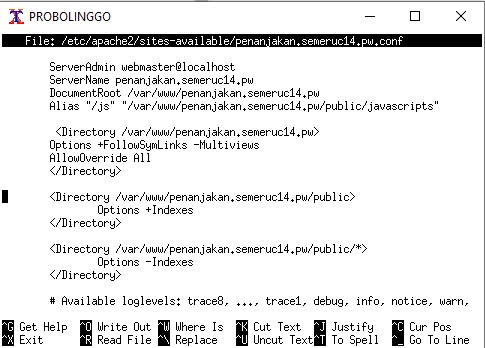 PROBOLINGGO
File: /etc/apache2/sites-available/penanjakan.semeruc14.pw.conf
ServerAdmin webmaster@localhost
ServerName penanjakan.semeruc14.pw
DocumentRoot /var/www/penanjakan.semeruc14.pw
Alias "/js" "/var/www/penanjakan.semeruc14.pw/public/javascripts"
<Directory /var/www/penanjakan.semeruc14.pw>
Options +FollowSymLinks -Multiviews
AllowOverride All
</Directory>
<Directory /var/www/penanjakan.semeruc14.pw/public>
Options +Indexes
</Directory>
<Directory /var/www/penanjakan.semeruc14.pw/public/*>
Options -Indexes
</Directory>
# Available loglevels: trace8, ..., trace1, debug, info, notice, warn,
^G Get Help ^O Write Out ^W Where Is ^K Cut Text ^J Justify ^C Cur Pos
^X Exit ^R Read File ^\ Replace ^U Uncut Text ^T To Spell ^_ Go To Line